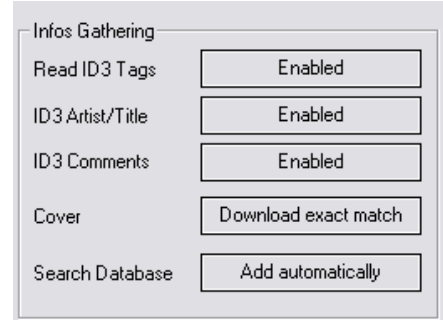 Infos Gathering
Read ID3 Tags Enabled
ID3 Artist/Title Enabled
ID3 Comments Enabled
Cover Download exact match
Search Database Add automatically